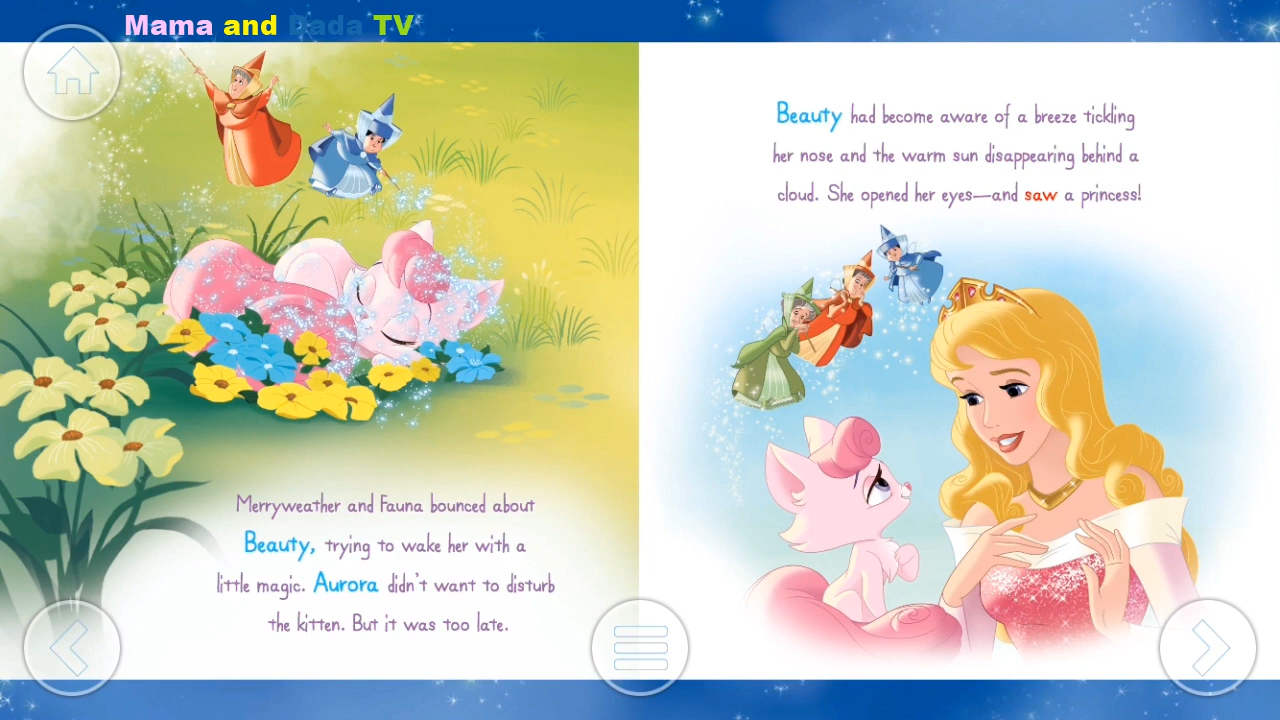 Mama and Dada TV
Merryweather and Fauna bounced about
Beauty, trying to wake her with a
little magic. Aurora didn't want to disturb
the kitten. But it was too late.
Beauty had become aware of a breeze tickling
her nose and the warm sun disappearing behind a
cloud. She opened her eyes—and saw a princess!